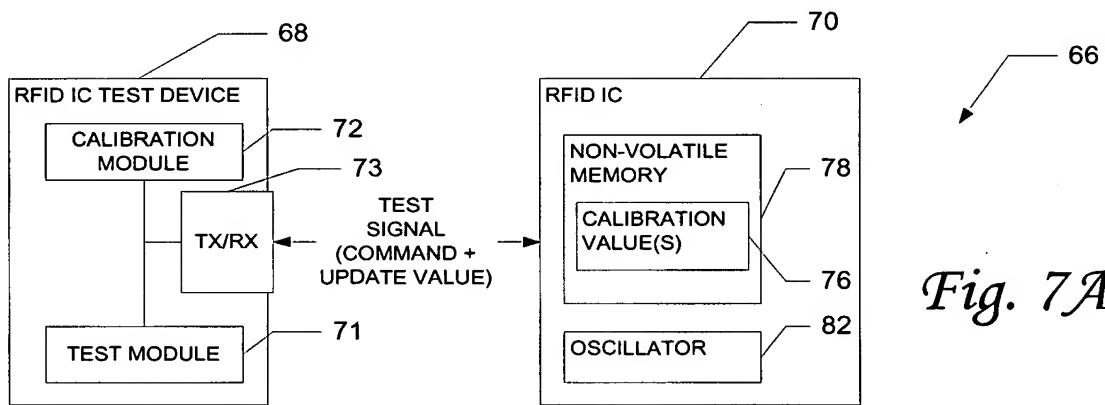 68
70
66
RFID IC TEST DEVICE
CALIBRATION
MODULE
72
73
TX/RX
TEST
SIGNAL
(COMMAND +
UPDATE VALUE)
71
TEST MODULE
RFID IC
NON-VOLATILE
MEMORY
78
CALIBRATION
VALUE(S)
76
82
OSCILLATOR
Fig. 7A